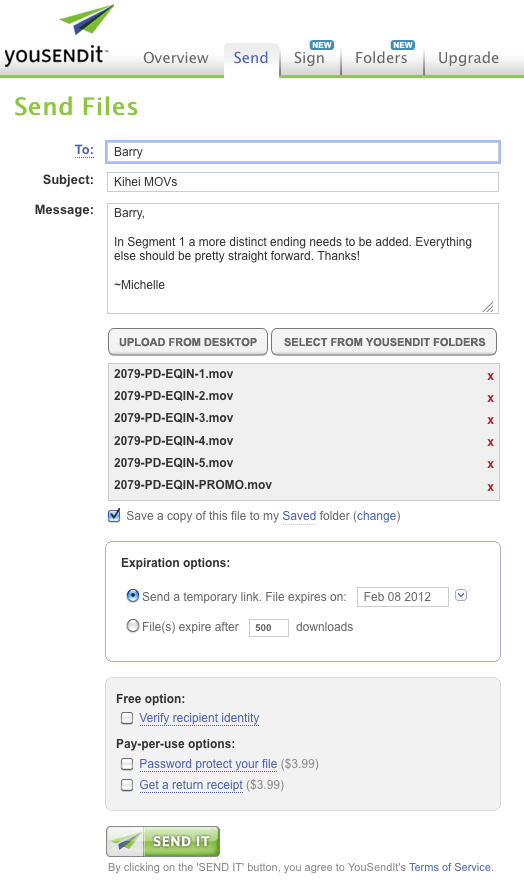 yousendit™
Overview
Send
NEW
Sign
NEW
Folders
Upgrade
Send Files
To:
Barry
Subject:
Kihei MOVs
Message:
Barry,
In Segment 1 a more distinct ending needs to be added. Everything
else should be pretty straight forward. Thanks!
~Michelle
UPLOAD FROM DESKTOP
SELECT FROM YOUSENDIT FOLDERS
2079-PD-EQIN-1.mov x
2079-PD-EQIN-2.mov x
2079-PD-EQIN-3.mov x
2079-PD-EQIN-4.mov x
2079-PD-EQIN-5.mov x
2079-PD-EQIN-PROMO.mov x
Save a copy of this file to my Saved folder (change)
Expiration options:
Send a temporary link. File expires on: Feb 08 2012
File(s) expire after 500 downloads
Free option:
Verify recipient identity
Pay-per-use options:
Password protect your file ($3.99)
Get a return receipt ($3.99)
SEND IT
By clicking on the 'SEND IT' button, you agree to YouSendIt's Terms of Service.